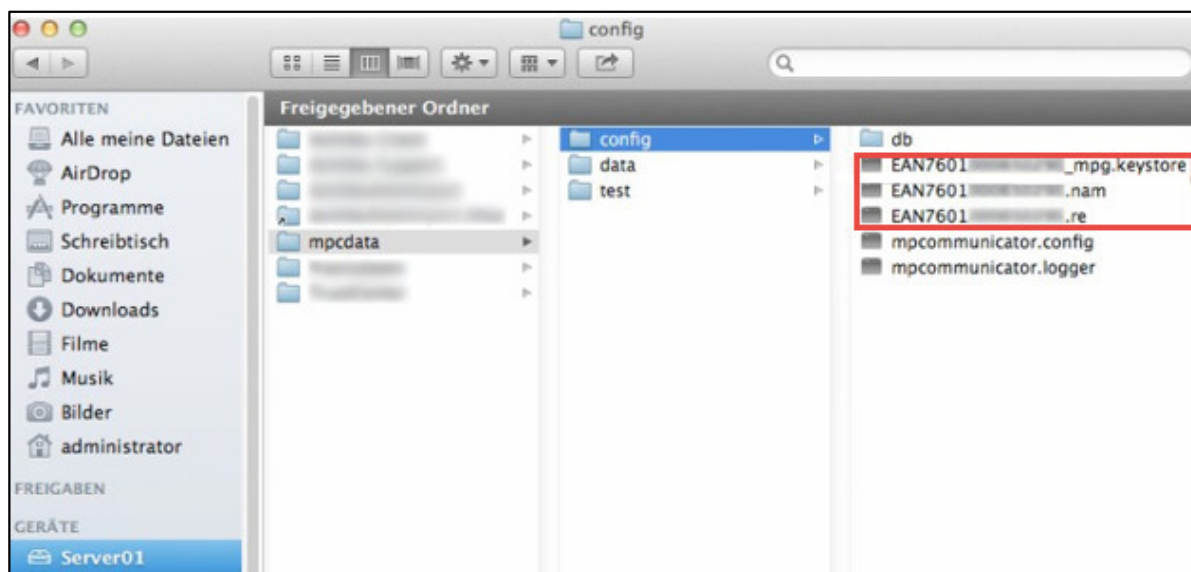 config
FAVORITEN
Alle meine Dateien
AirDrop
Programme
Schreibtisch
Dokumente
Downloads
Filme
Musik
Bilder
administrator
FREIGABEN
GERÄTE
Server01
Freigegebener Ordner
mpcdata
config
data
test
db
EAN7601 _mpg.keystore
EAN7601 .nam
EAN7601 .re
mpcommunicator.config
mpcommunicator.logger